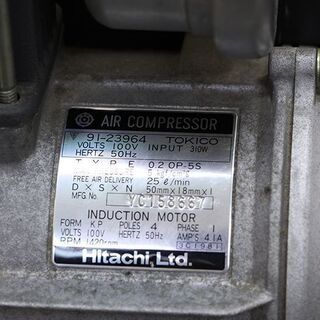 AIR COMPRESSOR
▽ 91-23964 TOKICO
VOLTS 100V INPUT 310W
HERTZ 50Hz
TYPE 0.2OP-5S
FREE AIR DELIVERY 25ℓ/min
D×S×N 50mm×18mm×1
MFG No. YC158667
INDUCTION MOTOR
FORM KP POLES 4 PHASE 1
VOLTS 100V HERTZ 50Hz AMP'S 4.1A
RPM 1420rpm
Hitachi Ltd.